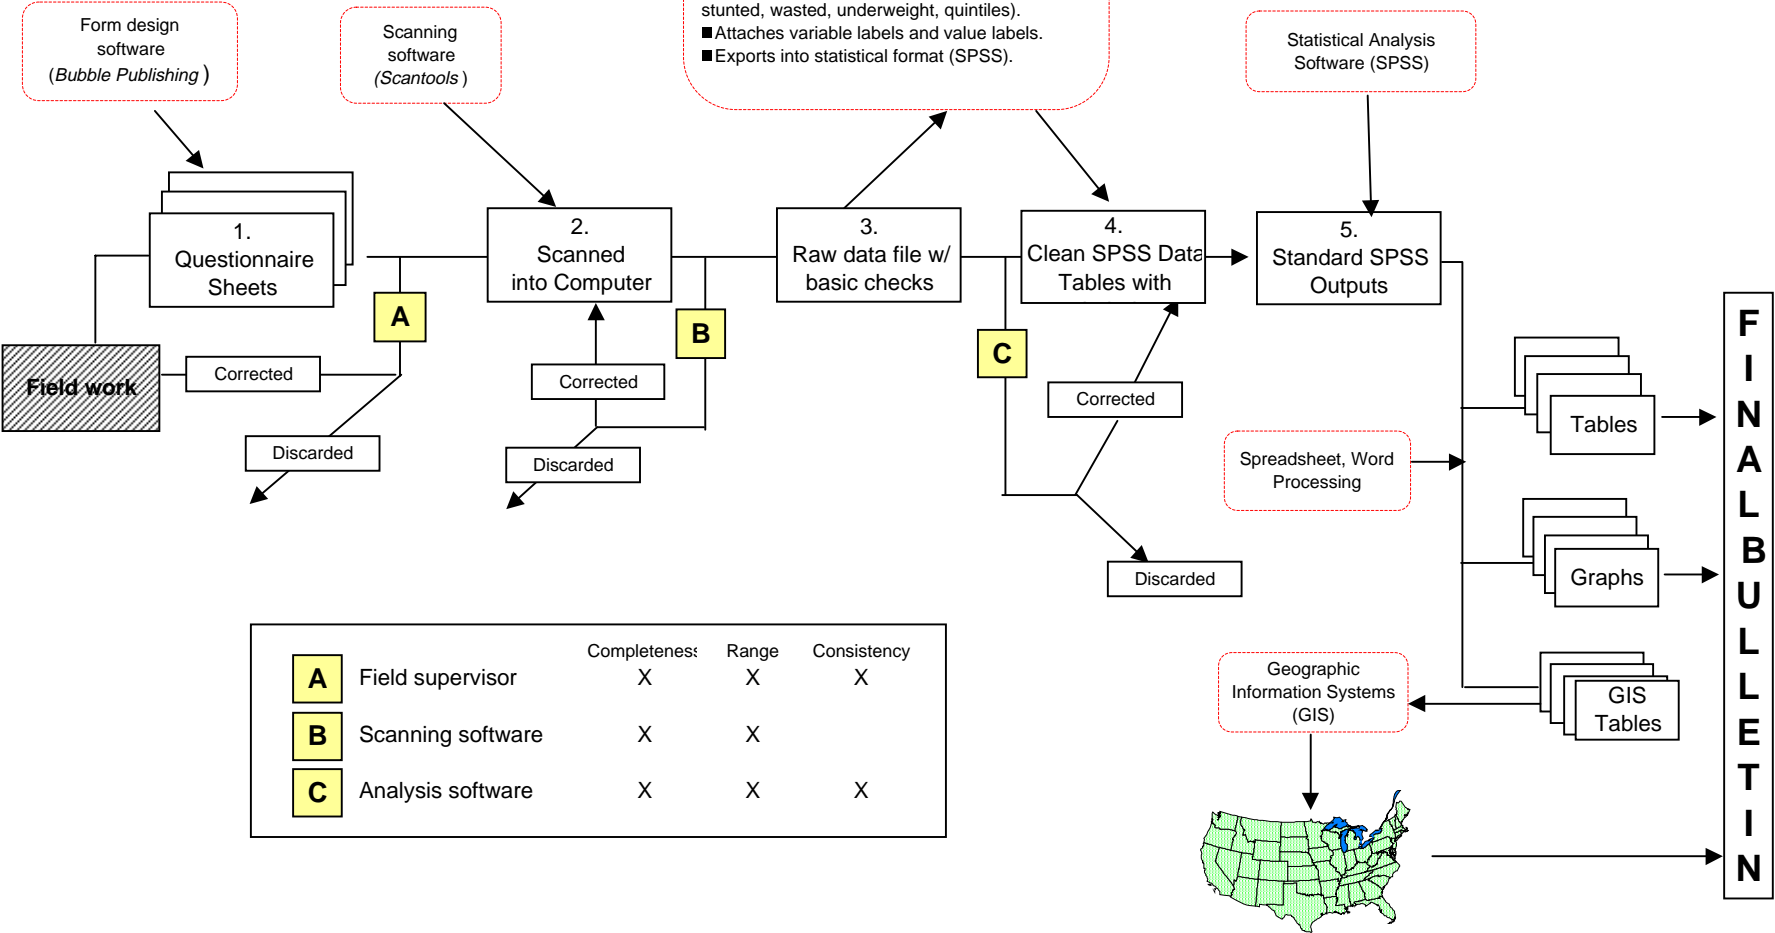 Form design
software
(Bubble Publishing )
Scanning
software
(Scantools )
stunted, wasted, underweight, quintiles).
■Attaches variable labels and value labels.
■Exports into statistical format (SPSS).
Statistical Analysis
Software (SPSS)
1.
Questionnaire
Sheets
2.
Scanned
into Computer
3.
Raw data file w/
basic checks
4.
Clean SPSS Data
Tables with
5.
Standard SPSS
Outputs
A
B
C
Field work
Corrected
Discarded
Corrected
Discarded
Corrected
Discarded
Spreadsheet, Word
Processing
Tables
Graphs
GIS
Tables
Geographic
Information Systems
(GIS)
F
I
N
A
L
B
U
L
L
E
T
I
N
Completeness Range Consistency
A Field supervisor X X X
B Scanning software X X
C Analysis software X X X